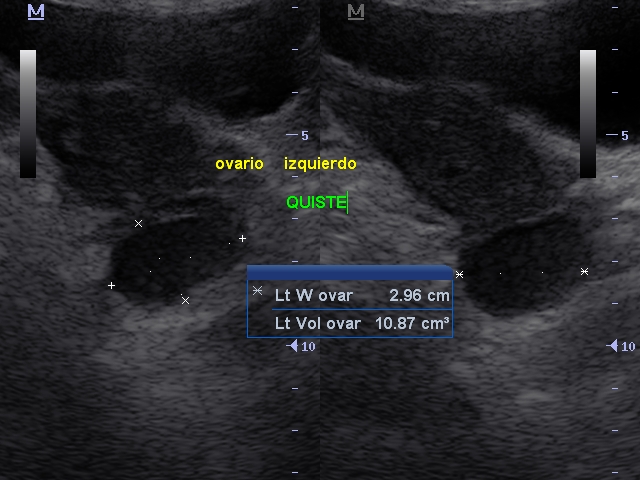 M M
5 5
ovario izquierdo
QUISTE
Lt W ovar 2.96 cm
Lt Vol ovar 10.87 cm³
10 10